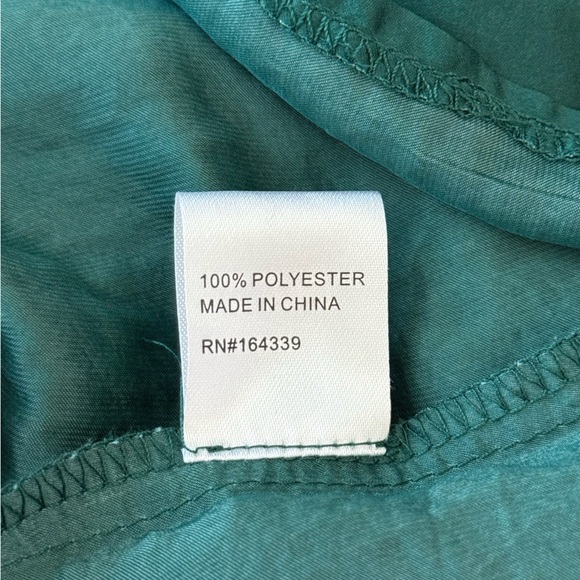 100% POLYESTER
MADE IN CHINA
RN#164339